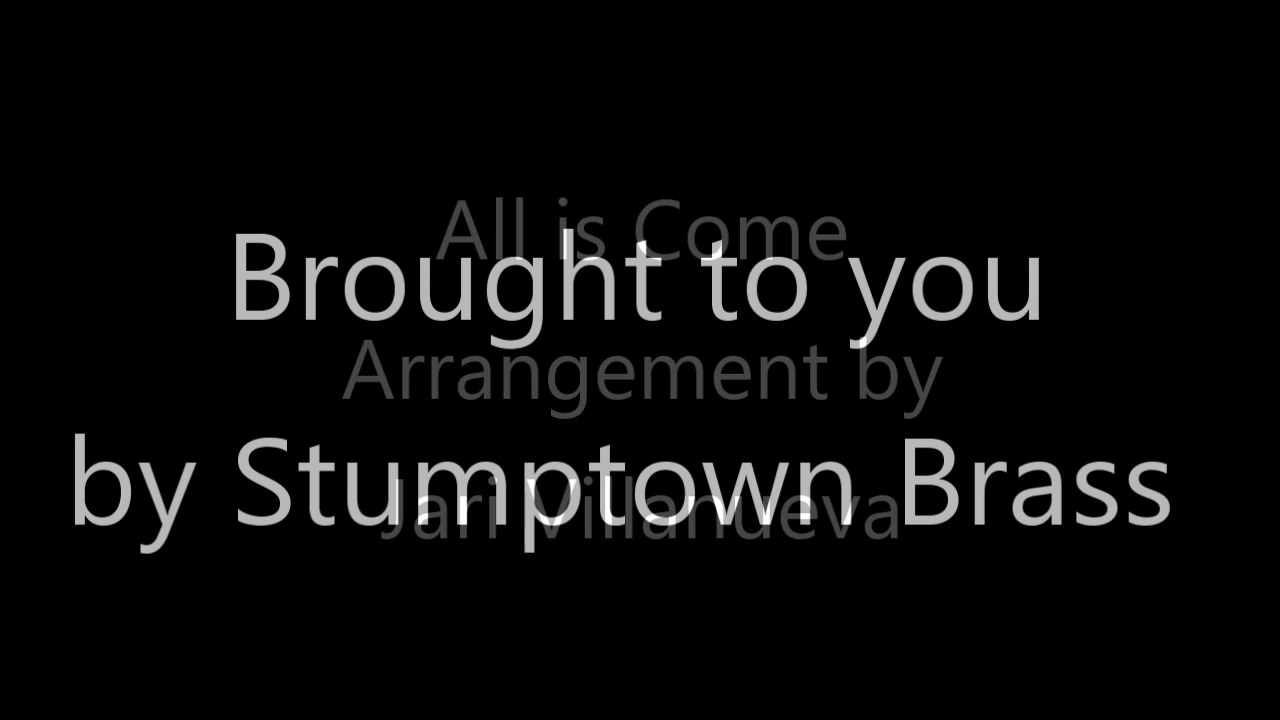 All is Come
Brought to you
Arrangement by
by Stumptown Brass
Jari Villanueva